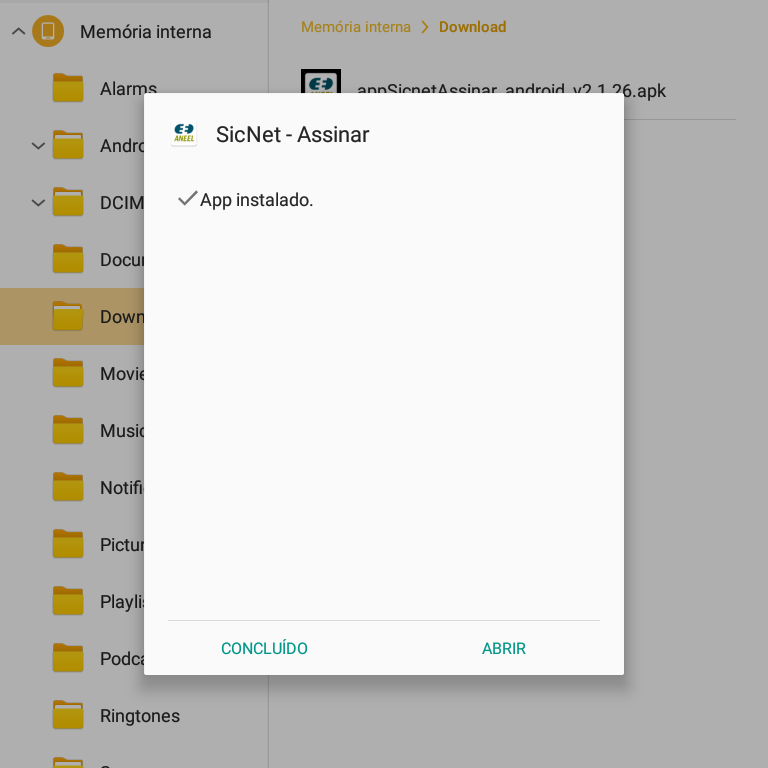 Memória interna
Memória interna > Download
Alarms
appSicnetAssinar_android_v2.1.26.apk
SicNet - Assinar
ANEEL
App instalado.
Andro
DCIM
Docu
Down
Movie
Music
Notifi
Pictur
Playlis
Podca
Ringtones
CONCLUÍDO
ABRIR